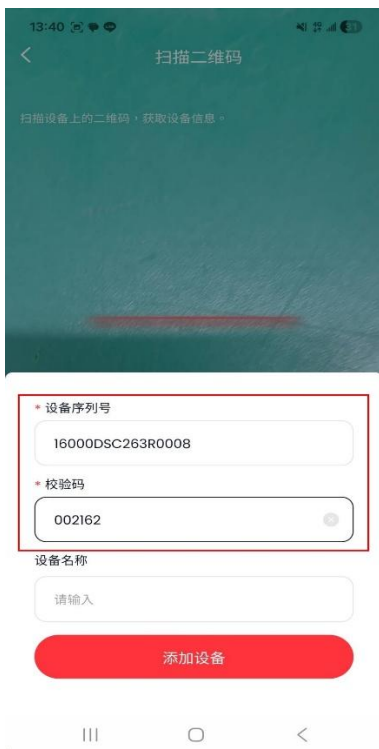 13:40
扫描二维码
扫描设备上的二维码，获取设备信息。
* 设备序列号
16000DSC263R0008
* 校验码
002162
设备名称
请输入
添加设备